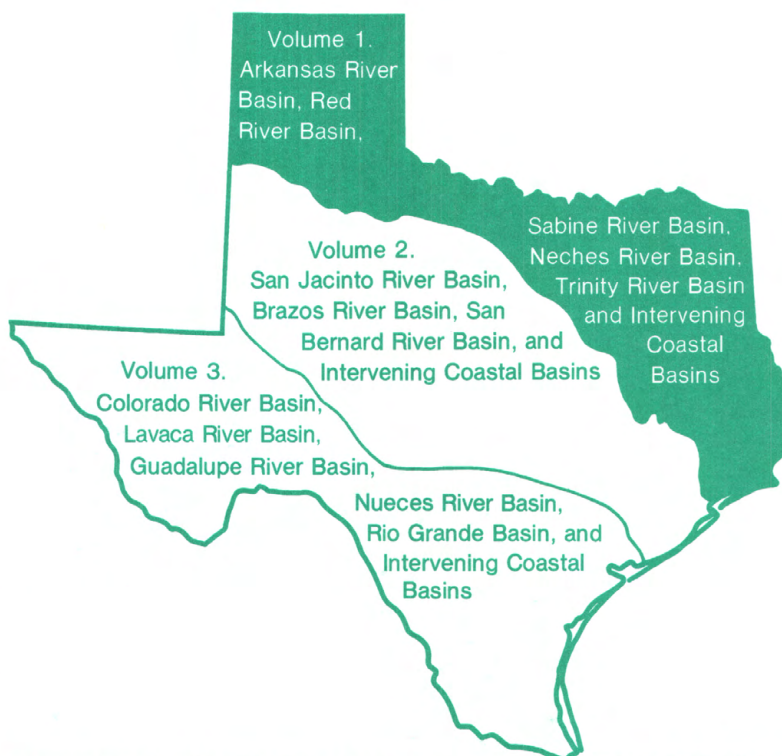 Volume 1.
Arkansas River
Basin, Red
River Basin,
Sabine River Basin,
Neches River Basin,
Trinity River Basin
and Intervening
Coastal
Basins
Volume 2.
San Jacinto River Basin,
Brazos River Basin, San
Bernard River Basin, and
Intervening Coastal Basins
Volume 3.
Colorado River Basin,
Lavaca River Basin,
Guadalupe River Basin,
Nueces River Basin,
Rio Grande Basin, and
Intervening Coastal
Basins